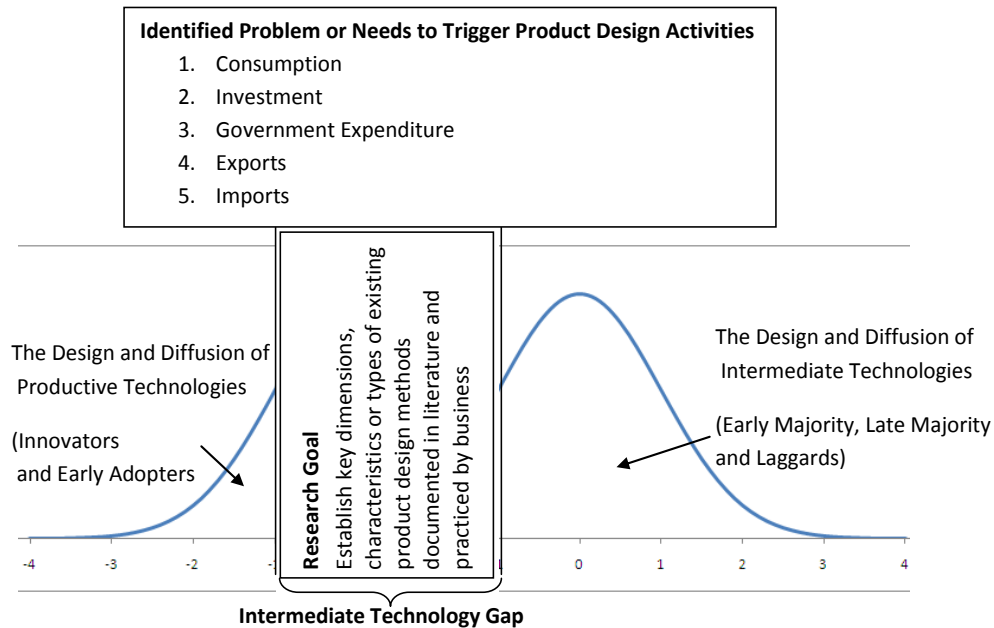 Identified Problem or Needs to Trigger Product Design Activities
1. Consumption
2. Investment
3. Government Expenditure
4. Exports
5. Imports
The Design and Diffusion of
Productive Technologies
(Innovators
and Early Adopters
Research Goal
Establish key dimensions,
characteristics or types of existing
product design methods
documented in literature and
practiced by business
The Design and Diffusion of
Intermediate Technologies
(Early Majority, Late Majority
and Laggards)
-4 -3 -2 - 0 1 2 3 4
Intermediate Technology Gap